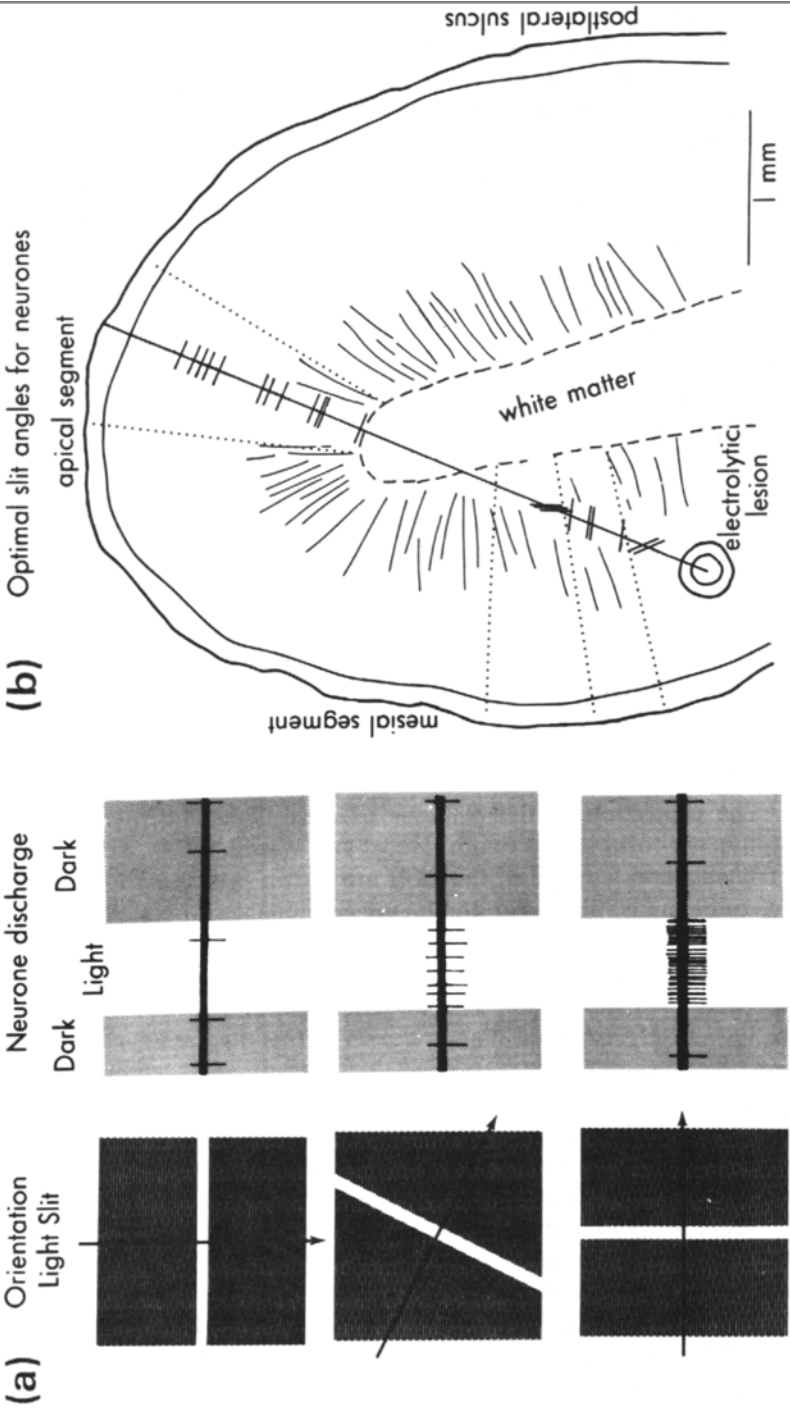 (a)
Orientation
Light Slit
Neurone discharge
Dark
Light
Dark
(b)
Optimal slit angles for neurones
apical segment
mesial segment
postlateral sulcus
white matter
electrolytic
lesion
1 mm